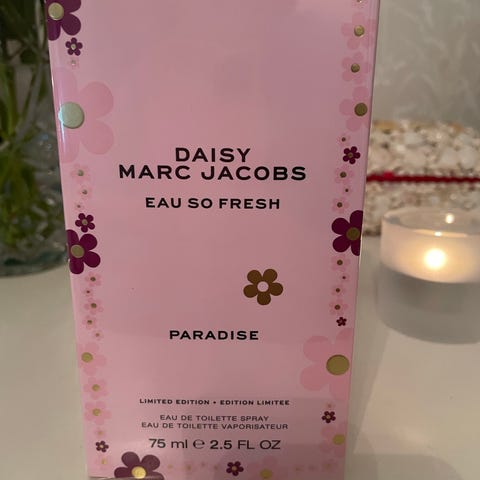 DAISY
MARC JACOBS
EAU SO FRESH
PARADISE
LIMITED EDITION • EDITION LIMITEE
EAU DE TOILETTE SPRAY
EAU DE TOILETTE VAPORISATEUR
75 ml ℮ 2.5 FL OZ